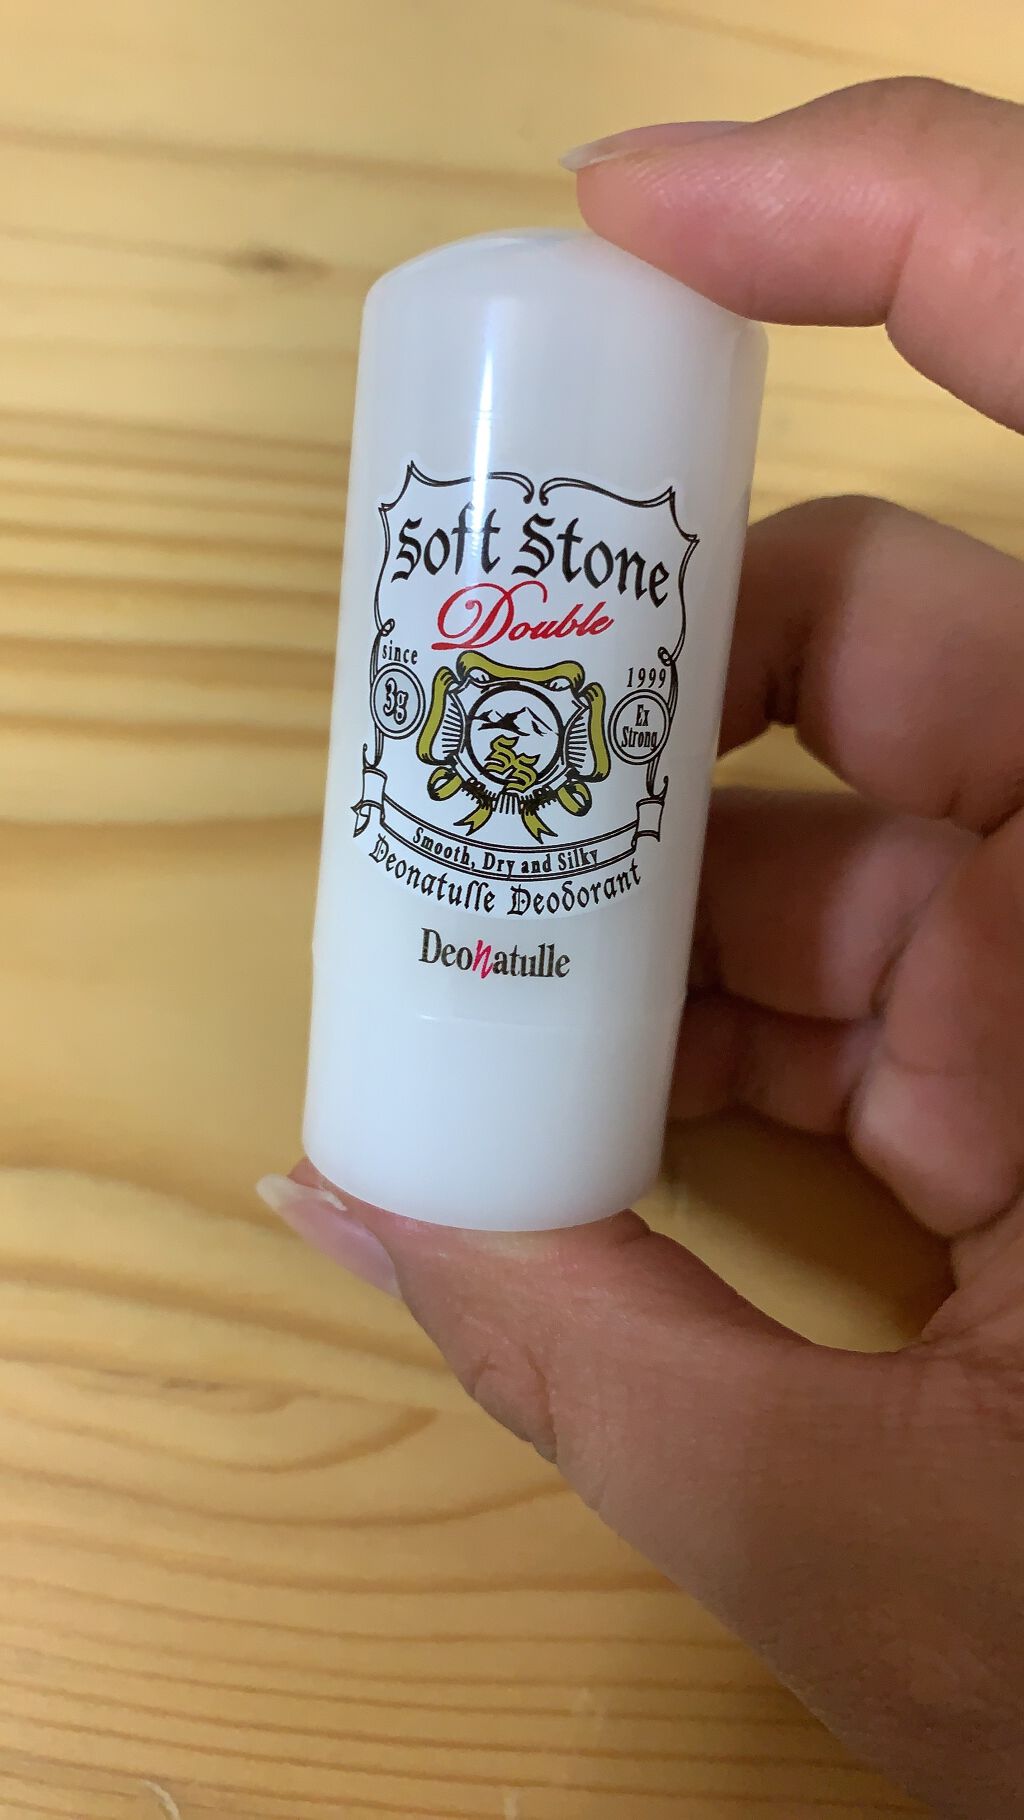 Soft Stone
Double
since
1999
3g
Ex
Strong
SS
Smooth, Dry and Silky
Deonatulle Deodorant
Deonatulle